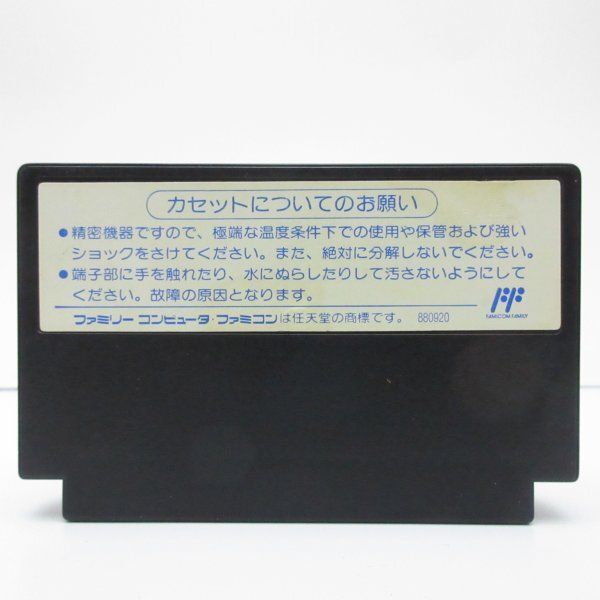 カセットについてのお願い
●精密機器ですので、極端な温度条件下での使用や保管および強い
ショックをさけてください。また、絶対に分解しないでください。
●端子部に手を触れたり、水にぬらしたりして汚さないようにして
ください。故障の原因となります。
FAMICOM FAMILY
ファミリー コンピュータ・ファミコンは任天堂の商標です。 880920